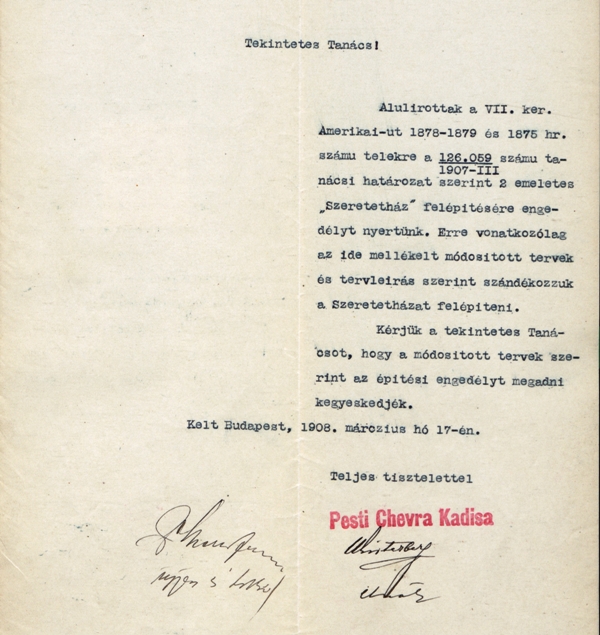 Tekintetes Tanács!
Alulirottak a VII. ker.
Amerikai-ut 1878-1879 és 1875 hr.
számu telekre a 126.059 számu ta-
1907-III
nácsi határozat szerint 2 emeletes
„Szeretetház" felépitésére enge-
délyt nyertünk. Erre vonatkozólag
az ide mellékelt módositott tervek
és tervleirás szerint szándékozzuk
a Szeretetházat felépiteni.
Kérjük a tekintetes Taná-
csot, hogy a módositott tervek sze-
rint az épitési engedélyt megadni
kegyeskedjék.
Kelt Budapest, 1908. mározius hó 17-én.
Teljes tisztelettel
Pesti Chevra Kadisa